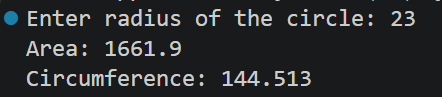 Enter radius of the circle: 23
Area: 1661.9
Circumference: 144.513